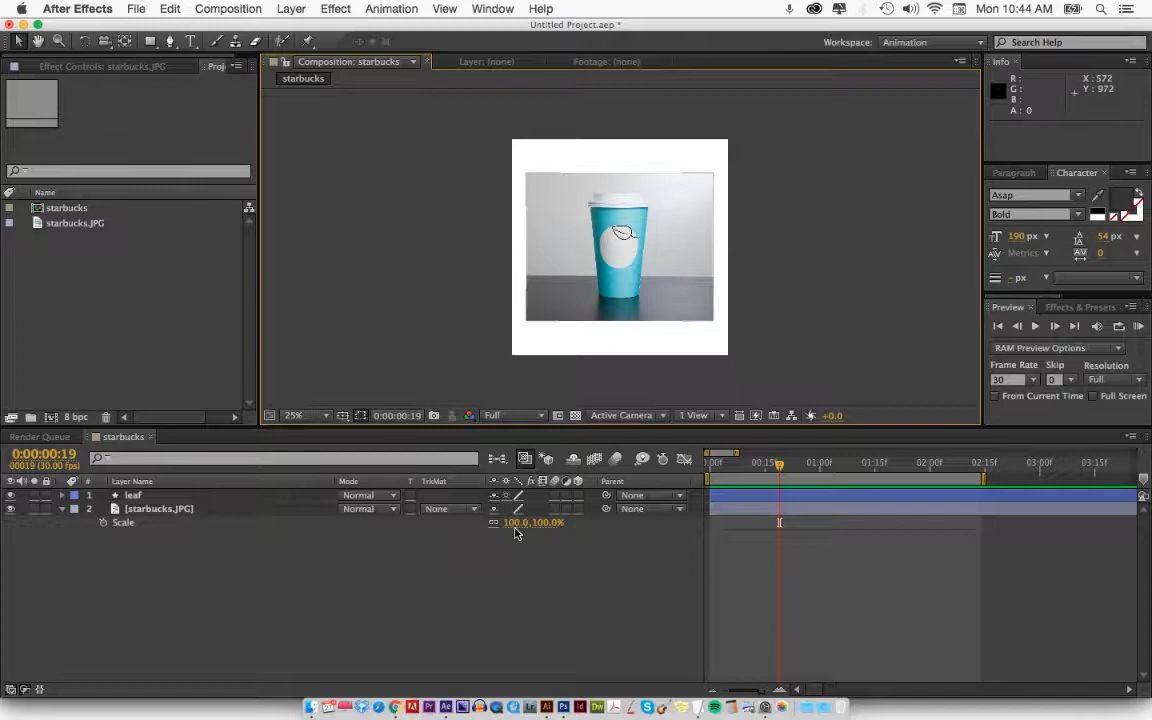 After Effects File Edit Composition Layer Effect Animation View Window Help Mon 10:44 AM
Untitled Project.aep *
Workspace: Animation Search Help
Effect Controls: starbucks.JPG Proj Composition: starbucks Layer: (none) Footage: (none) Info
starbucks
R: X: 572
G: Y: 972
B:
A: 0
Paragraph Character
Asap
Bold
190 px 54 px
Metrics 0
- px
Name
starbucks
starbucks.JPG
Preview Effects & Presets
RAM Preview Options
Frame Rate Skip Resolution
30 0 Full
From Current Time Full Screen
8 bpc 25% 0:00:00:19 Full Active Camera 1 View +0.0
Render Queue starbucks
0:00:00:19
00019 (30.00 fps)
:00f 00:15f 01:00f 01:15f 02:00f 02:15f 03:00f 03:15f
# Layer Name Mode T TrkMat fx Parent
1 leaf Normal None
2 [starbucks.JPG] Normal None None
Scale 100.0,100.0%